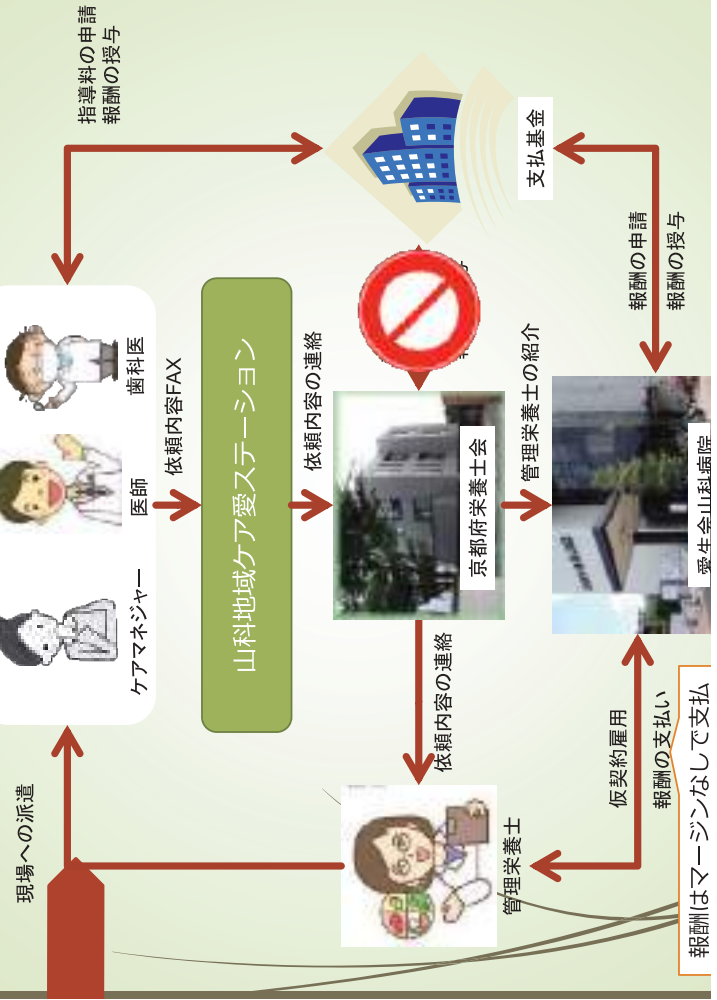 現場への派遣
ケアマネジャー
医師
歯科医
指導料の申請
報酬の授与
依頼内容FAX
山科地域ケア愛ステーション
依頼内容の連絡
京都府栄養士会
支払基金
依頼内容の連絡
管理栄養士の紹介
管理栄養士
仮契約雇用
報酬の支払い
愛生会山科病院
報酬の申請
報酬の授与
報酬はマージンなしで支払